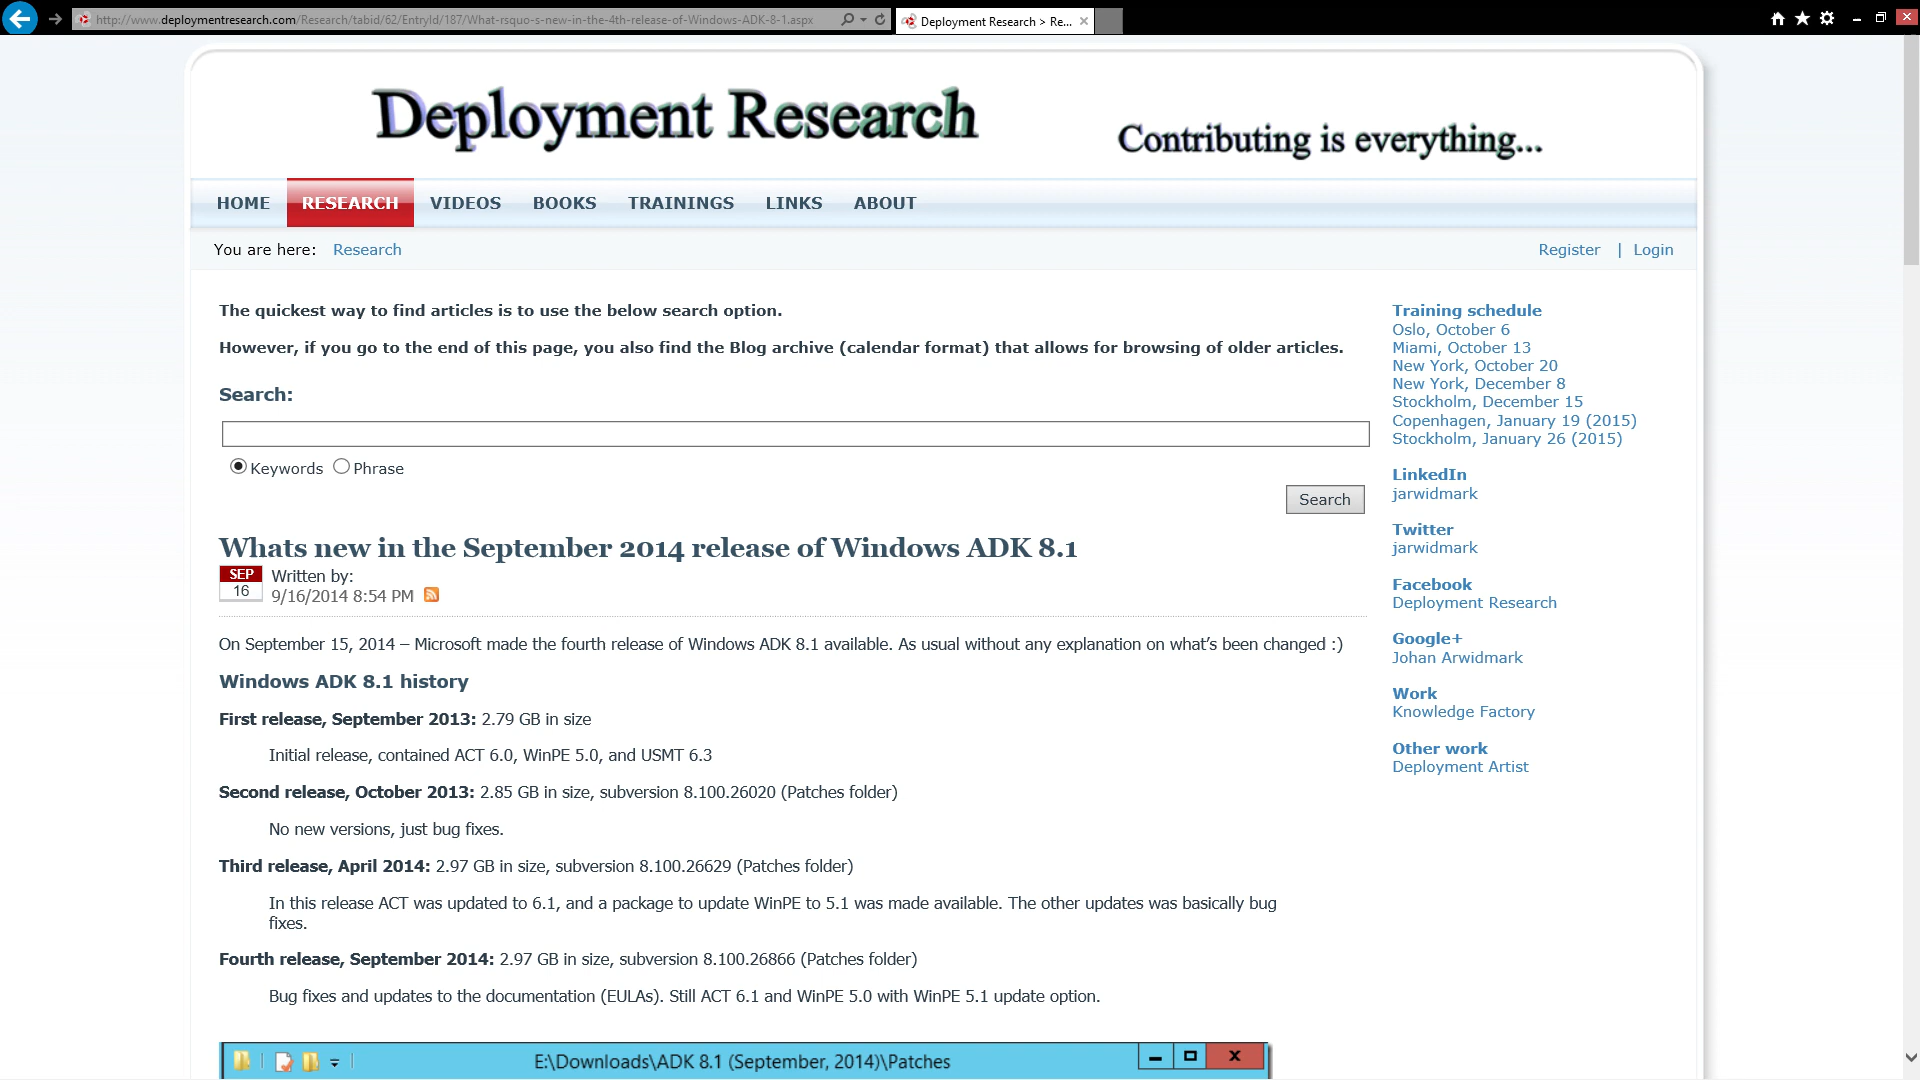 http://www.deploymentresearch.com/Research/tabid/62/EntryId/187/What-rsquo-s-new-in-the-4th-release-of-Windows-ADK-8-1.aspx
Deployment Research > Re...
Deployment Research
Contributing is everything...
HOME RESEARCH VIDEOS BOOKS TRAININGS LINKS ABOUT
You are here: Research
Register | Login
The quickest way to find articles is to use the below search option.
However, if you go to the end of this page, you also find the Blog archive (calendar format) that allows for browsing of older articles.
Search:
Keywords Phrase
Search
Whats new in the September 2014 release of Windows ADK 8.1
SEP
16
Written by:
9/16/2014 8:54 PM
On September 15, 2014 – Microsoft made the fourth release of Windows ADK 8.1 available. As usual without any explanation on what’s been changed :)
Windows ADK 8.1 history
First release, September 2013: 2.79 GB in size
Initial release, contained ACT 6.0, WinPE 5.0, and USMT 6.3
Second release, October 2013: 2.85 GB in size, subversion 8.100.26020 (Patches folder)
No new versions, just bug fixes.
Third release, April 2014: 2.97 GB in size, subversion 8.100.26629 (Patches folder)
In this release ACT was updated to 6.1, and a package to update WinPE to 5.1 was made available. The other updates was basically bug
fixes.
Fourth release, September 2014: 2.97 GB in size, subversion 8.100.26866 (Patches folder)
Bug fixes and updates to the documentation (EULAs). Still ACT 6.1 and WinPE 5.0 with WinPE 5.1 update option.
E:\Downloads\ADK 8.1 (September, 2014)\Patches
Training schedule
Oslo, October 6
Miami, October 13
New York, October 20
New York, December 8
Stockholm, December 15
Copenhagen, January 19 (2015)
Stockholm, January 26 (2015)
LinkedIn
jarwidmark
Twitter
jarwidmark
Facebook
Deployment Research
Google+
Johan Arwidmark
Work
Knowledge Factory
Other work
Deployment Artist